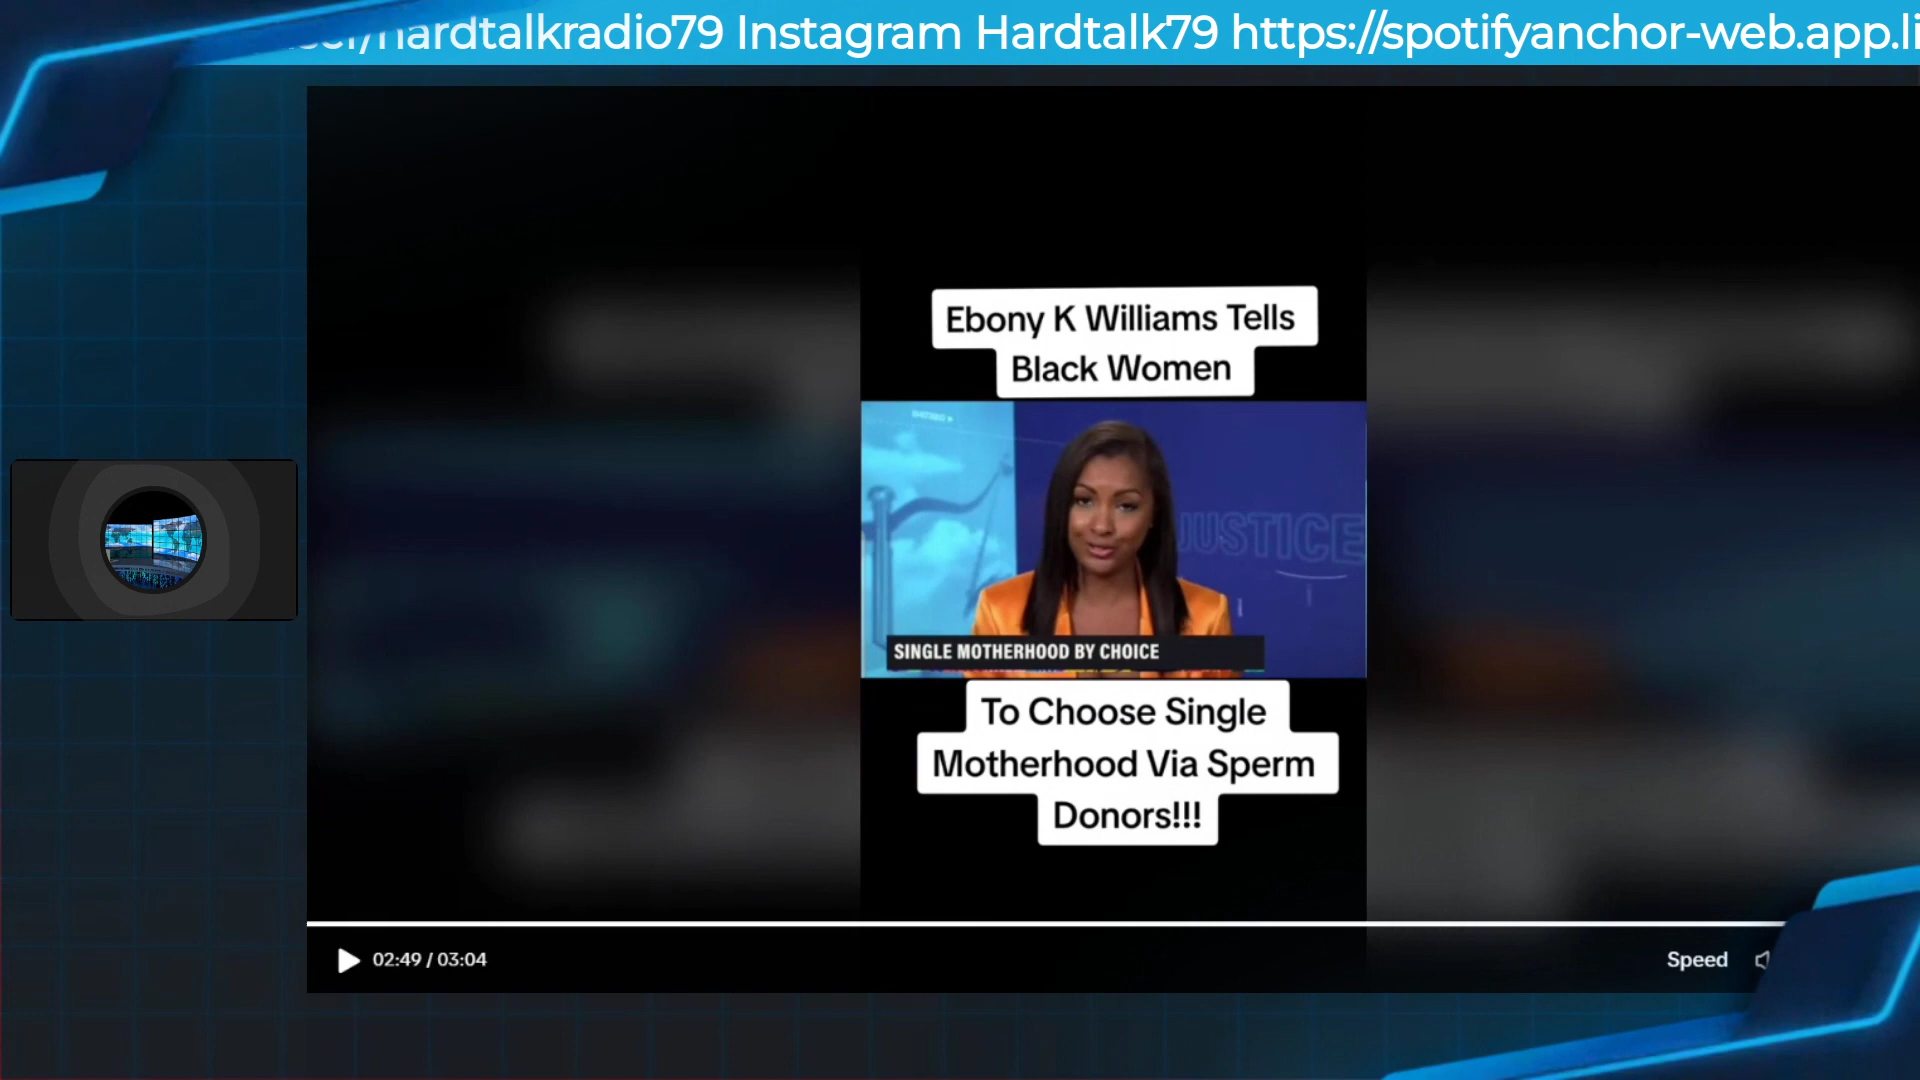 /hardtalkradio79 Instagram Hardtalk79 https://spotifyanchor-web.app.li
Ebony K Williams Tells
Black Women
JUSTICE
SINGLE MOTHERHOOD BY CHOICE
To Choose Single
Motherhood Via Sperm
Donors!!!
02:49 / 03:04
Speed